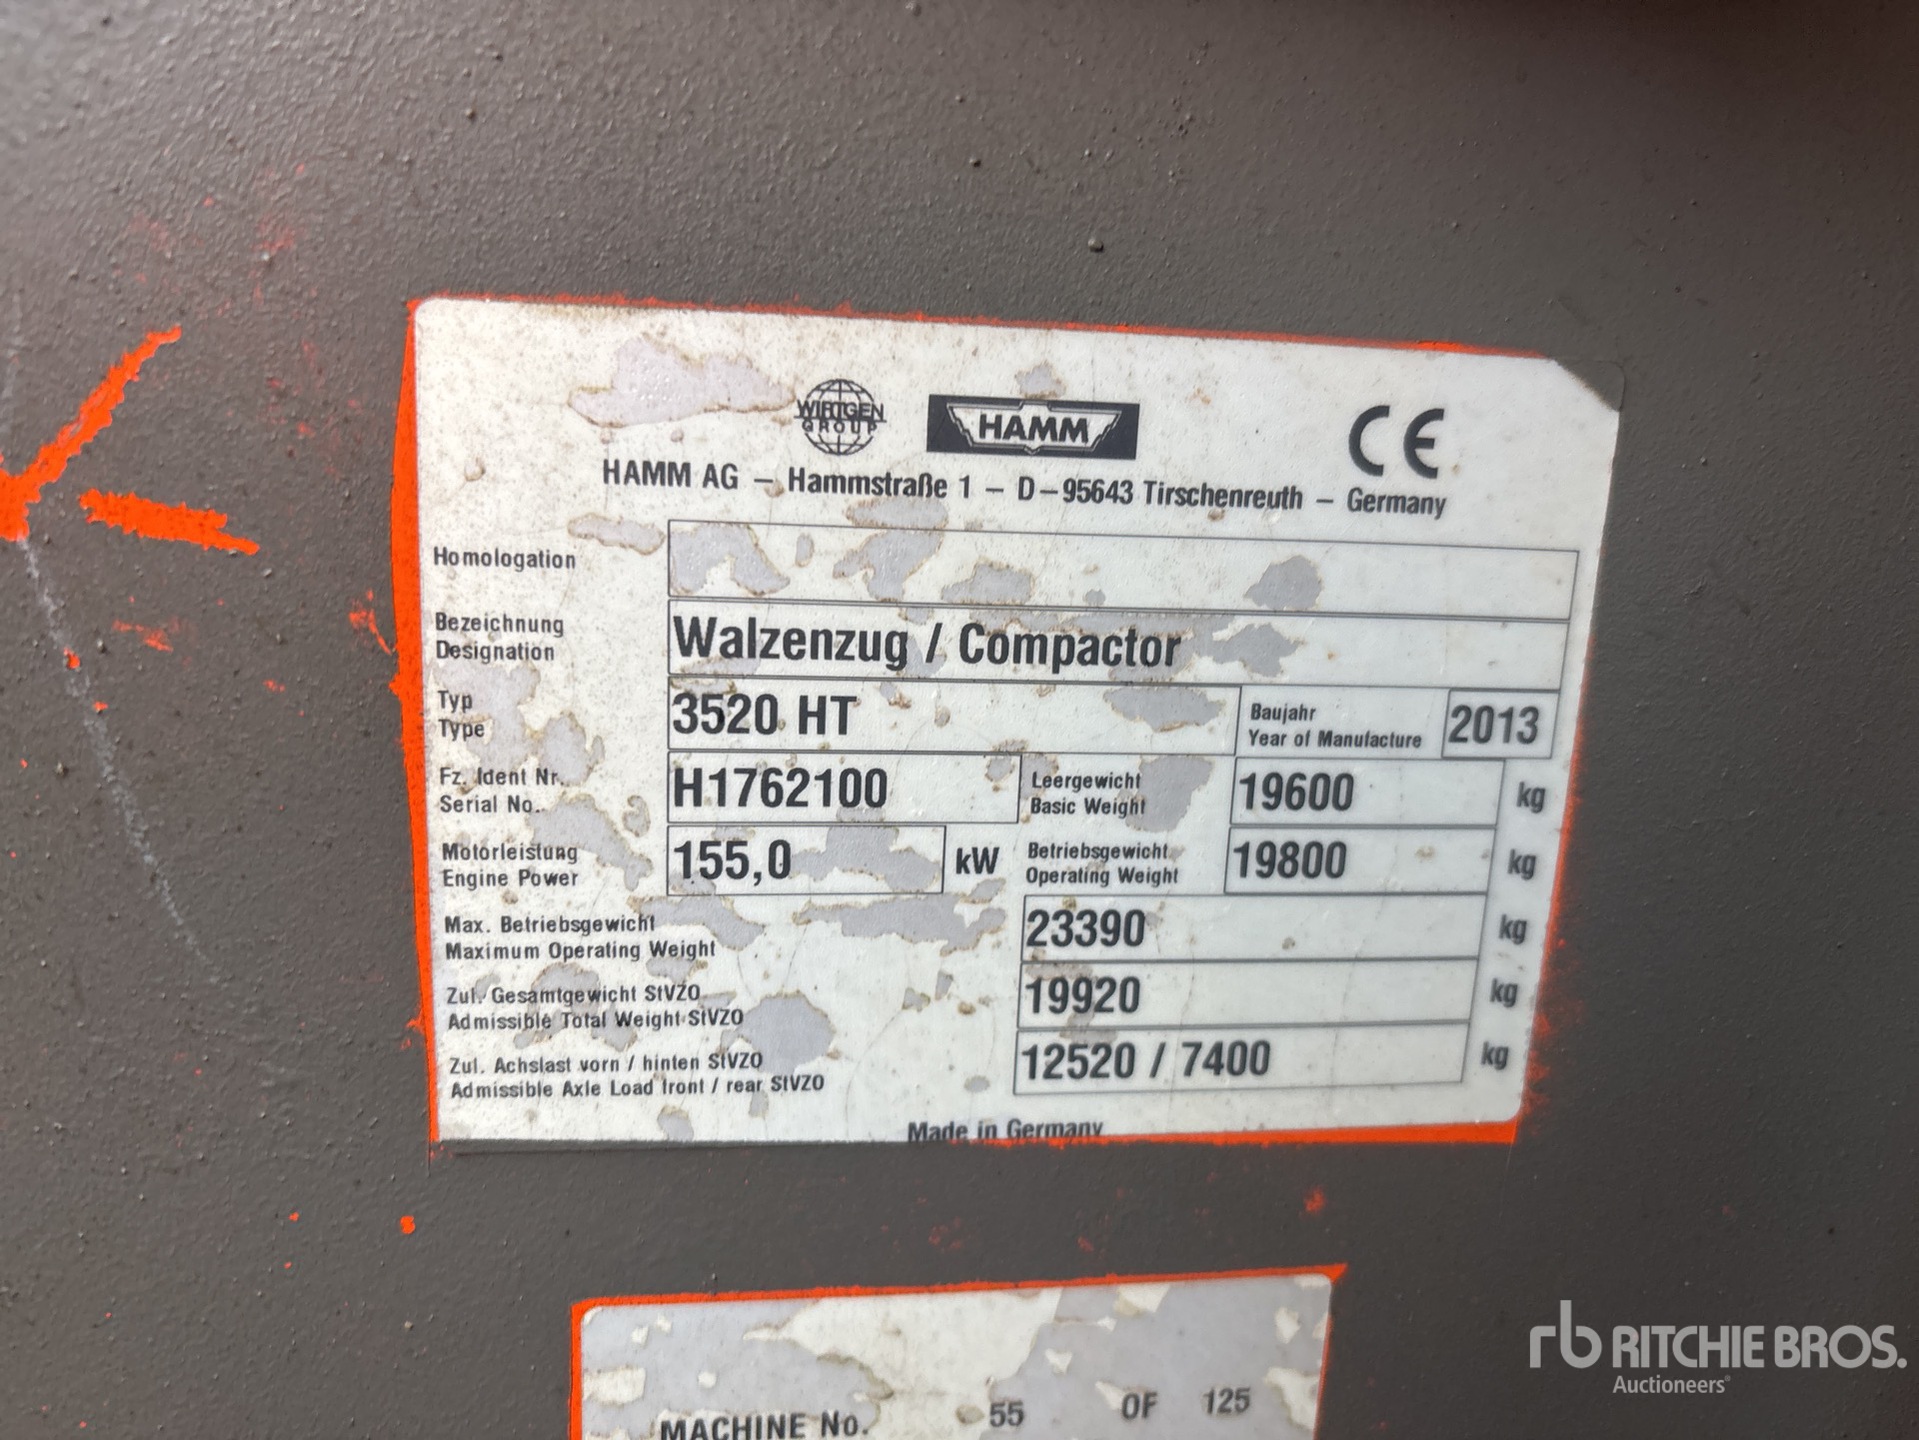 WIRTGEN
GROUP
HAMM
CE
HAMM AG – Hammstraße 1 – D–95643 Tirschenreuth – Germany
Homologation
Bezeichnung
Designation
Walzenzug / Compactor
Typ
Type
3520 HT
Baujahr
Year of Manufacture
2013
Fz. Ident Nr.
Serial No.
H1762100
Leergewicht
Basic Weight
19600 kg
Motorleistung
Engine Power
155,0 kW
Betriebsgewicht
Operating Weight
19800 kg
Max. Betriebsgewicht
Maximum Operating Weight
23390 kg
Zul. Gesamtgewicht StVZO
Admissible Total Weight StVZO
19920 kg
Zul. Achslast vorn / hinten StVZO
Admissible Axle Load front / rear StVZO
12520 / 7400 kg
Made in Germany
MACHINE No. 55 OF 125
rb RITCHIE BROS.
Auctioneers®